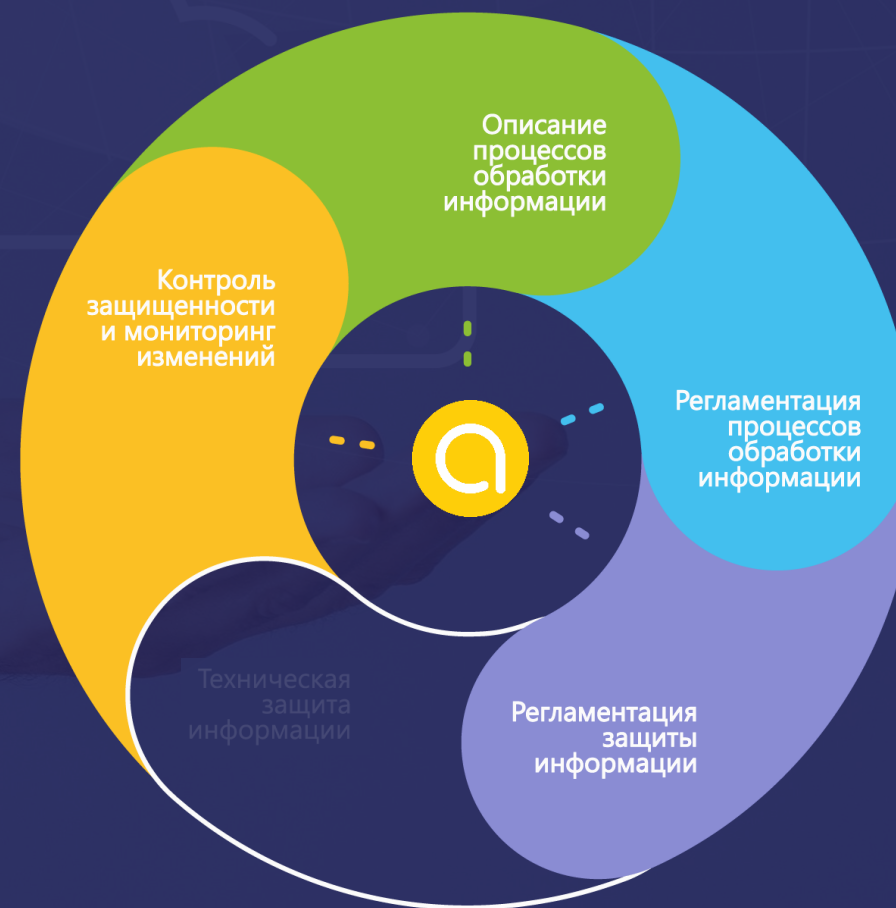 Описание
процессов
обработки
информации
Контроль
защищенности
и мониторинг
изменений
Регламентация
процессов
обработки
информации
Техническая
защита
информации
Регламентация
защиты
информации